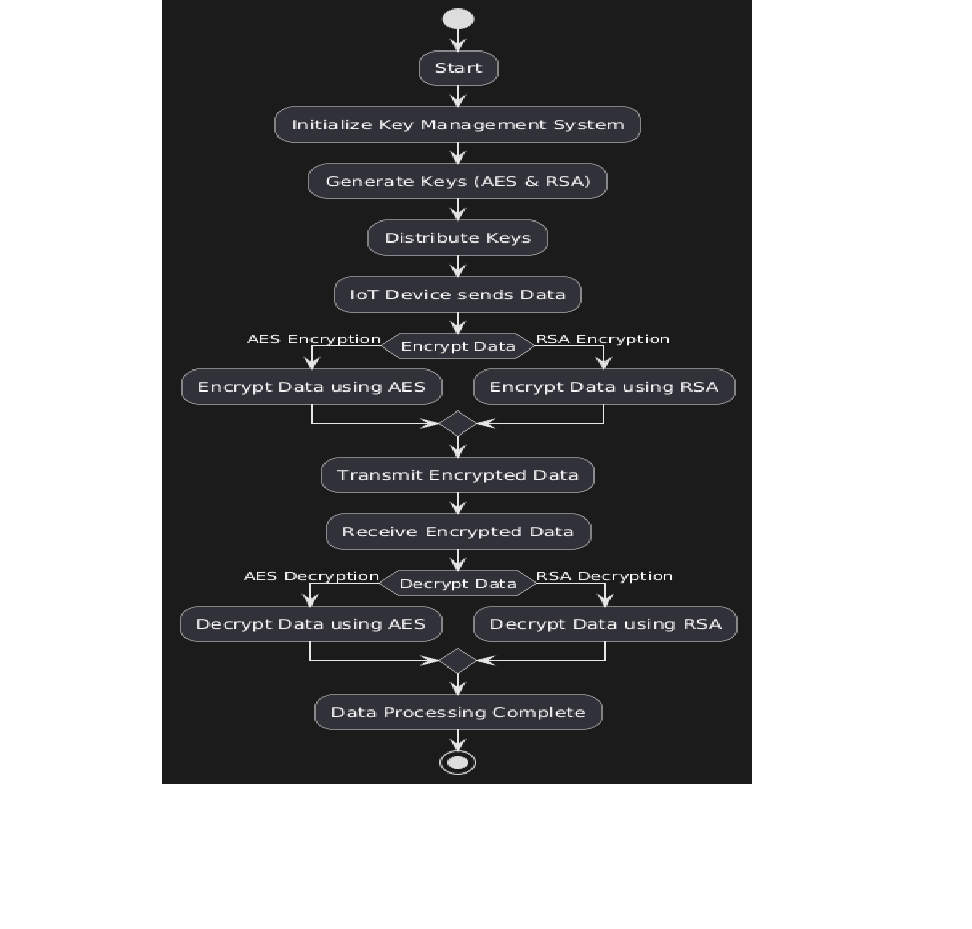 Start
Initialize Key Management System
Generate Keys (AES & RSA)
Distribute Keys
IoT Device sends Data
AES Encryption
Encrypt Data
RSA Encryption
Encrypt Data using AES
Encrypt Data using RSA
Transmit Encrypted Data
Receive Encrypted Data
AES Decryption
Decrypt Data
RSA Decryption
Decrypt Data using AES
Decrypt Data using RSA
Data Processing Complete